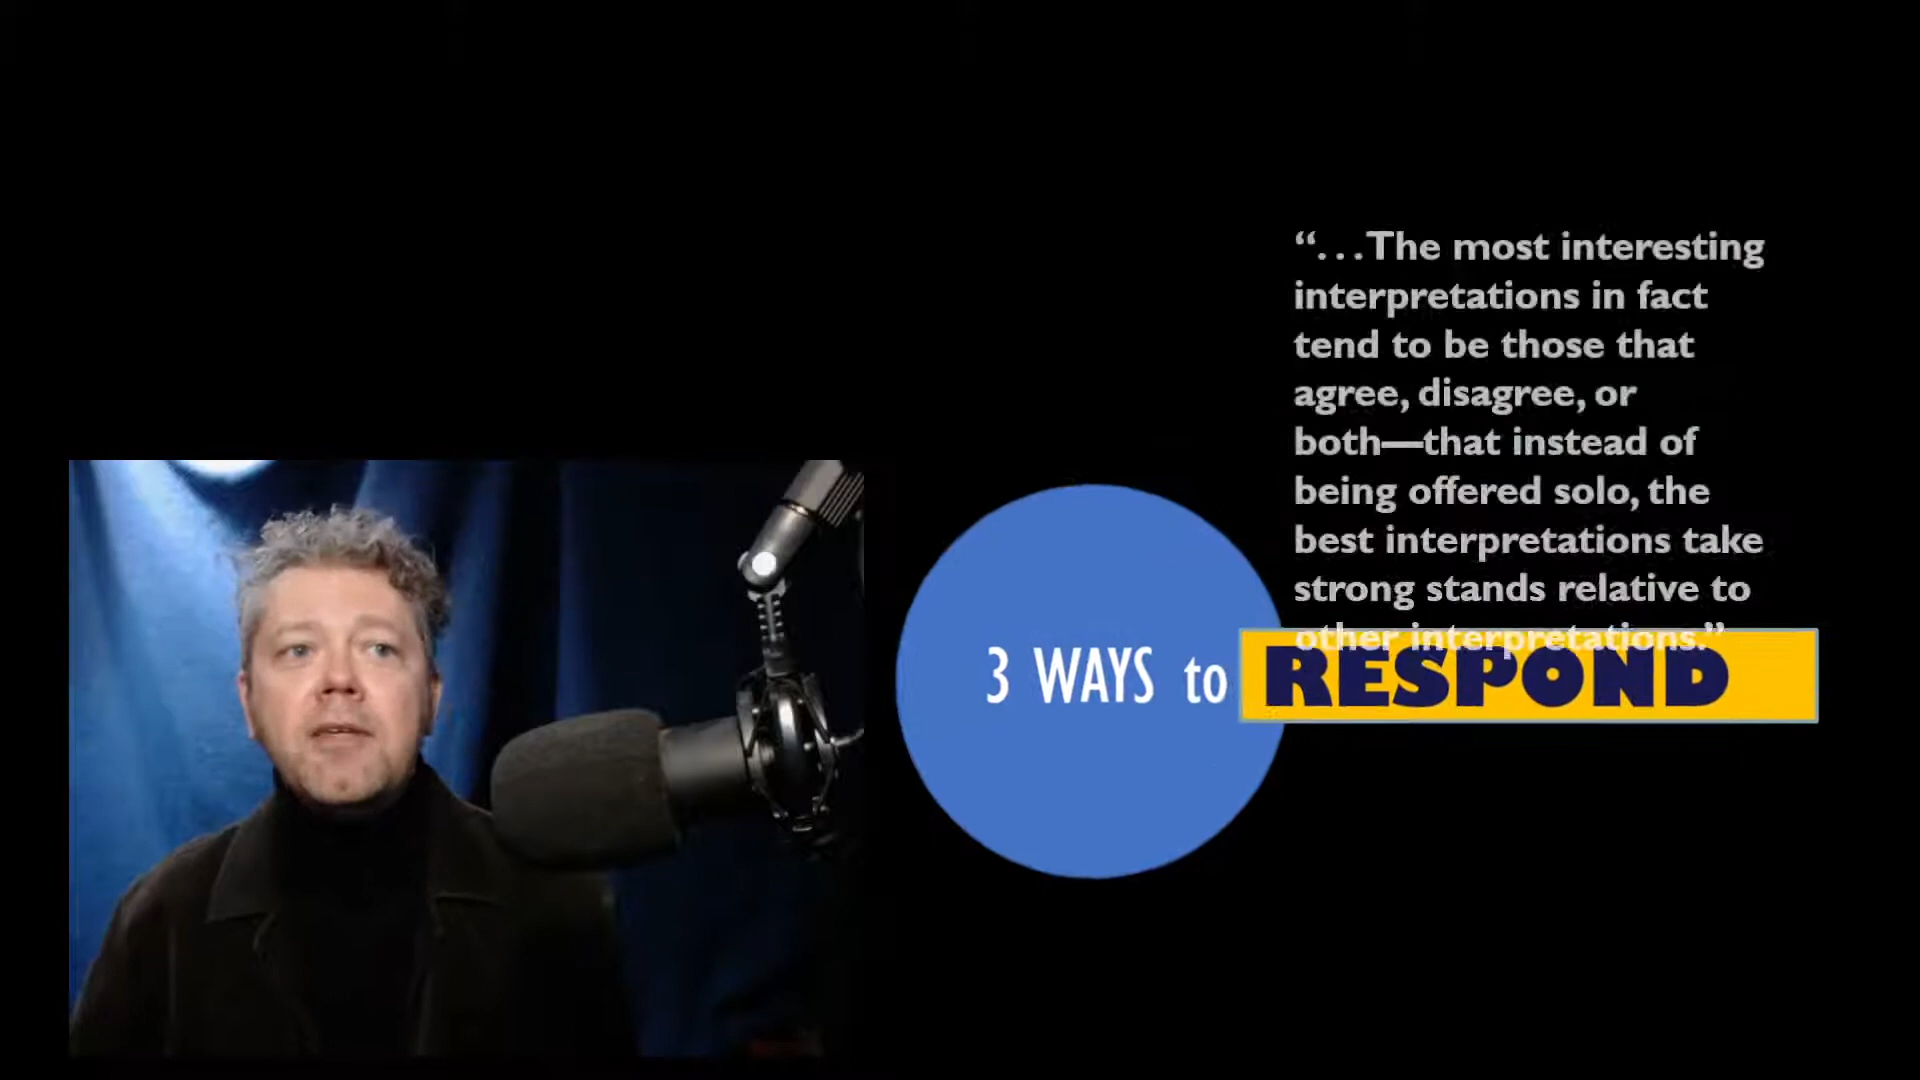 “…The most interesting
interpretations in fact
tend to be those that
agree, disagree, or
both—that instead of
being offered solo, the
best interpretations take
strong stands relative to
other interpretations.”
3 WAYS to RESPOND